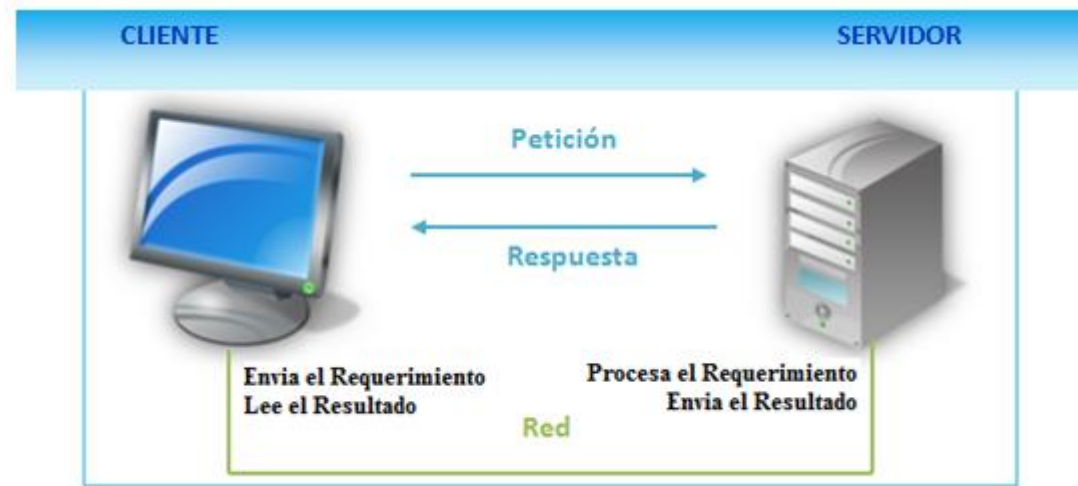 CLIENTE
SERVIDOR
Petición
Respuesta
Envia el Requerimiento
Lee el Resultado
Procesa el Requerimiento
Envia el Resultado
Red